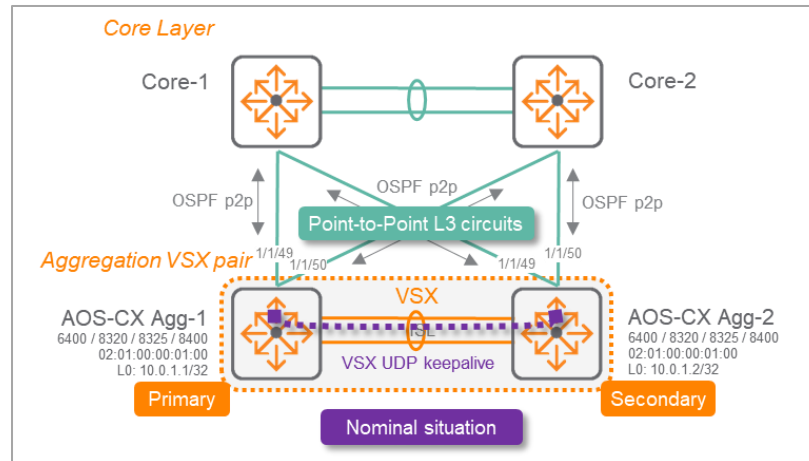 Core Layer
Core-1
Core-2
OSPF p2p
OSPF p2p
OSPF p2p
Point-to-Point L3 circuits
1/1/49
1/1/50
1/1/49
1/1/50
Aggregation VSX pair
VSX
AOS-CX Agg-1
6400 / 8320 / 8325 / 8400
02:01:00:00:01:00
L0: 10.0.1.1/32
ISL
VSX UDP keepalive
AOS-CX Agg-2
6400 / 8320 / 8325 / 8400
02:01:00:00:01:00
L0: 10.0.1.2/32
Primary
Secondary
Nominal situation